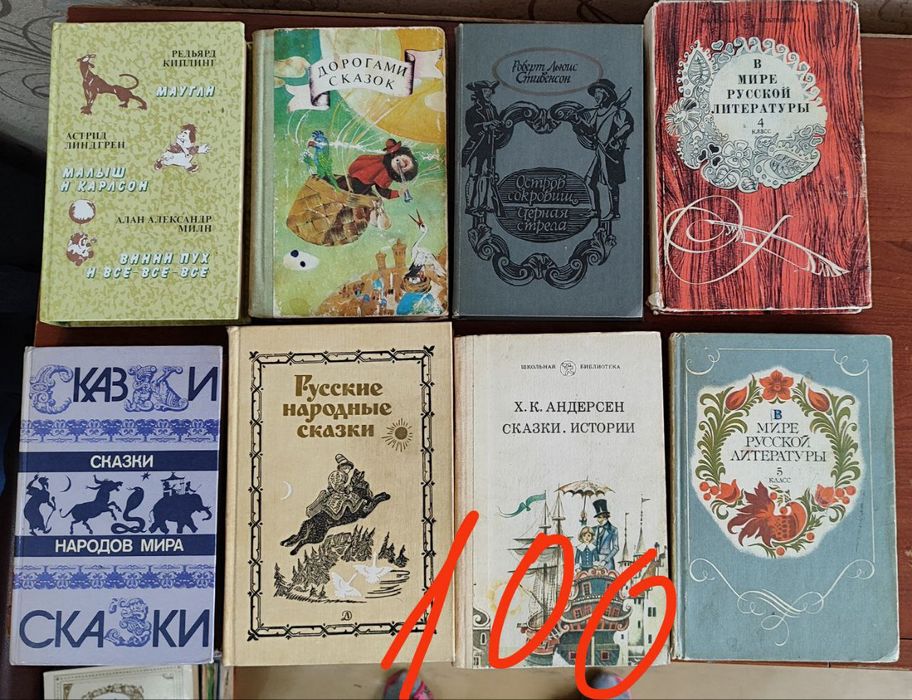 РЕДЬЯРД
КИПЛИНГ
МАУГЛИ
АСТРИД
ЛИНДГРЕН
МАЛЫШ
И КАРЛСОН
АЛАН АЛЕКСАНДР
МИЛН
ВИННИ ПУХ
И ВСЕ-ВСЕ-ВСЕ
ДОРОГАМИ
СКАЗОК
Роберт Льюис
Стивенсон
Остров
сокровищ
Черная
стрела
ШКОЛЬНАЯ БИБЛИОТЕКА
В
МИРЕ
РУССКОЙ
ЛИТЕРАТУРЫ
4
КЛАСС
СКАЗКИ
СКАЗКИ
НАРОДОВ МИРА
СКАЗКИ
Русские
народные
сказки
ШКОЛЬНАЯ БИБЛИОТЕКА
Х. К. АНДЕРСЕН
СКАЗКИ. ИСТОРИИ
В
МИРЕ
РУССКОЙ
ЛИТЕРАТУРЫ
5
КЛАСС
100